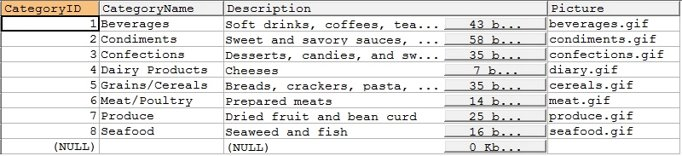 CategoryID CategoryName Description Picture
1 Beverages Soft drinks, coffees, tea... 43 b... beverages.gif
2 Condiments Sweet and savory sauces, ... 58 b... condiments.gif
3 Confections Desserts, candies, and sw... 35 b... confections.gif
4 Dairy Products Cheeses 7 b... diary.gif
5 Grains/Cereals Breads, crackers, pasta, ... 35 b... cereals.gif
6 Meat/Poultry Prepared meats 14 b... meat.gif
7 Produce Dried fruit and bean curd 25 b... produce.gif
8 Seafood Seaweed and fish 16 b... seafood.gif
(NULL) (NULL) 0 Kb...